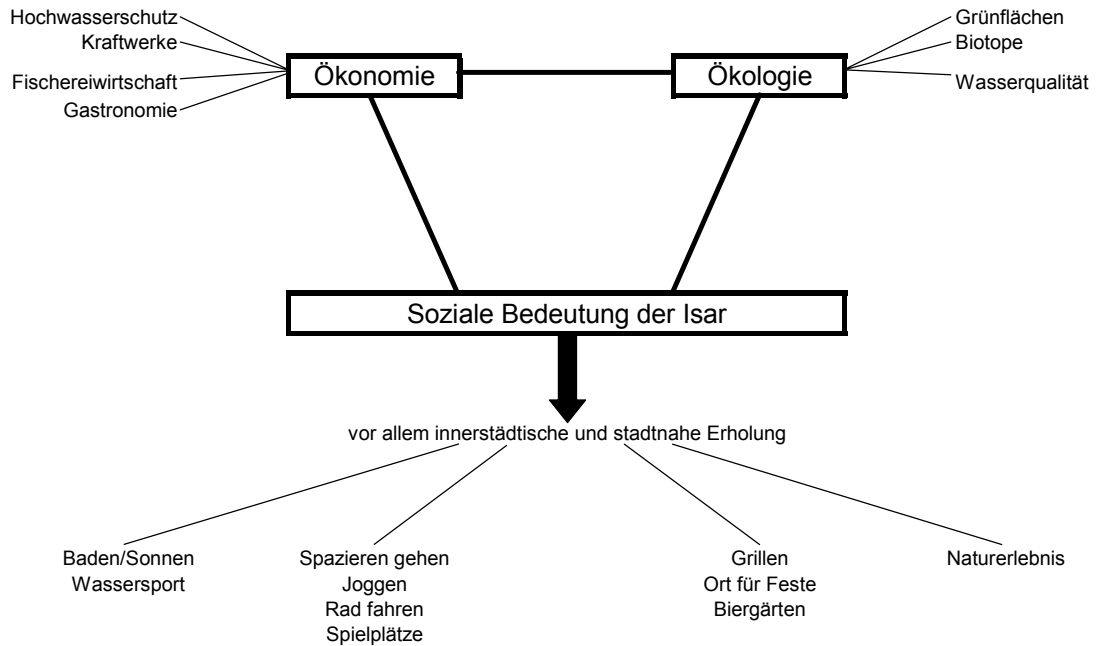 Hochwasserschutz
Kraftwerke
Fischereiwirtschaft
Gastronomie
Ökonomie
Ökologie
Grünflächen
Biotope
Wasserqualität
Soziale Bedeutung der Isar
vor allem innerstädtische und stadtnahe Erholung
Baden/Sonnen
Wassersport
Spazieren gehen
Joggen
Rad fahren
Spielplätze
Grillen
Ort für Feste
Biergärten
Naturerlebnis